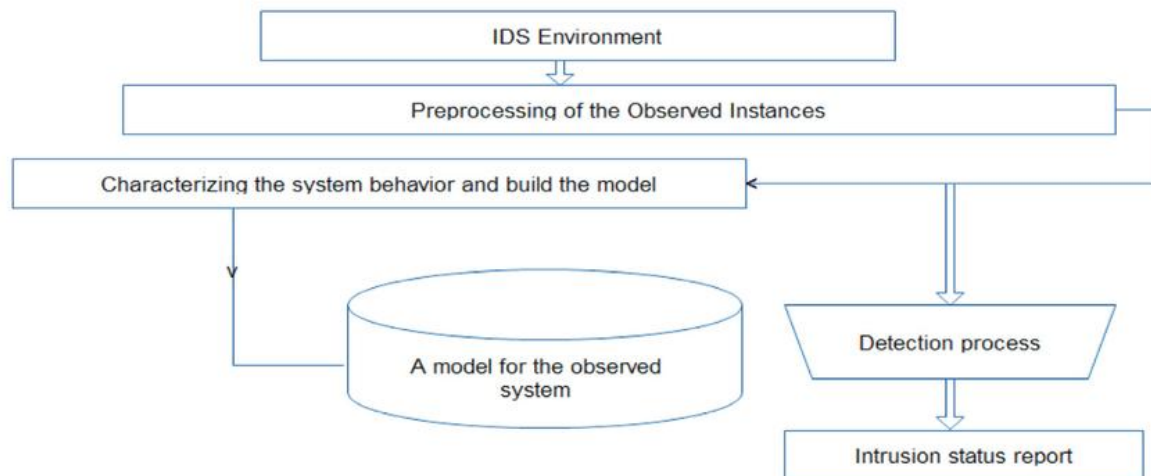 IDS Environment
Preprocessing of the Observed Instances
Characterizing the system behavior and build the model
A model for the observed
system
Detection process
Intrusion status report